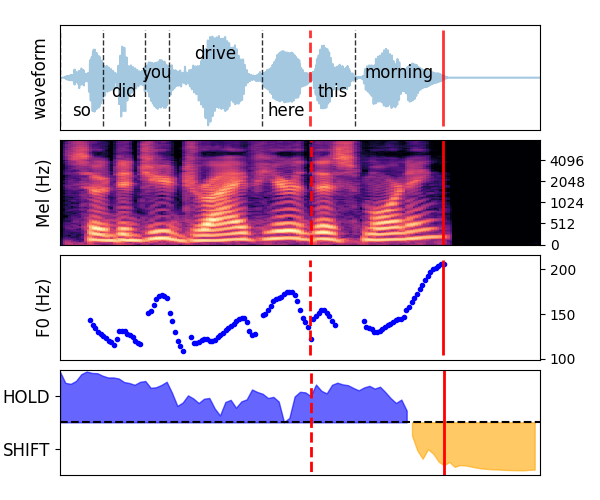 waveform
so
did
you
drive
here
this
morning
Mel (Hz)
4096
2048
1024
512
0
F0 (Hz)
200
150
100
HOLD
SHIFT